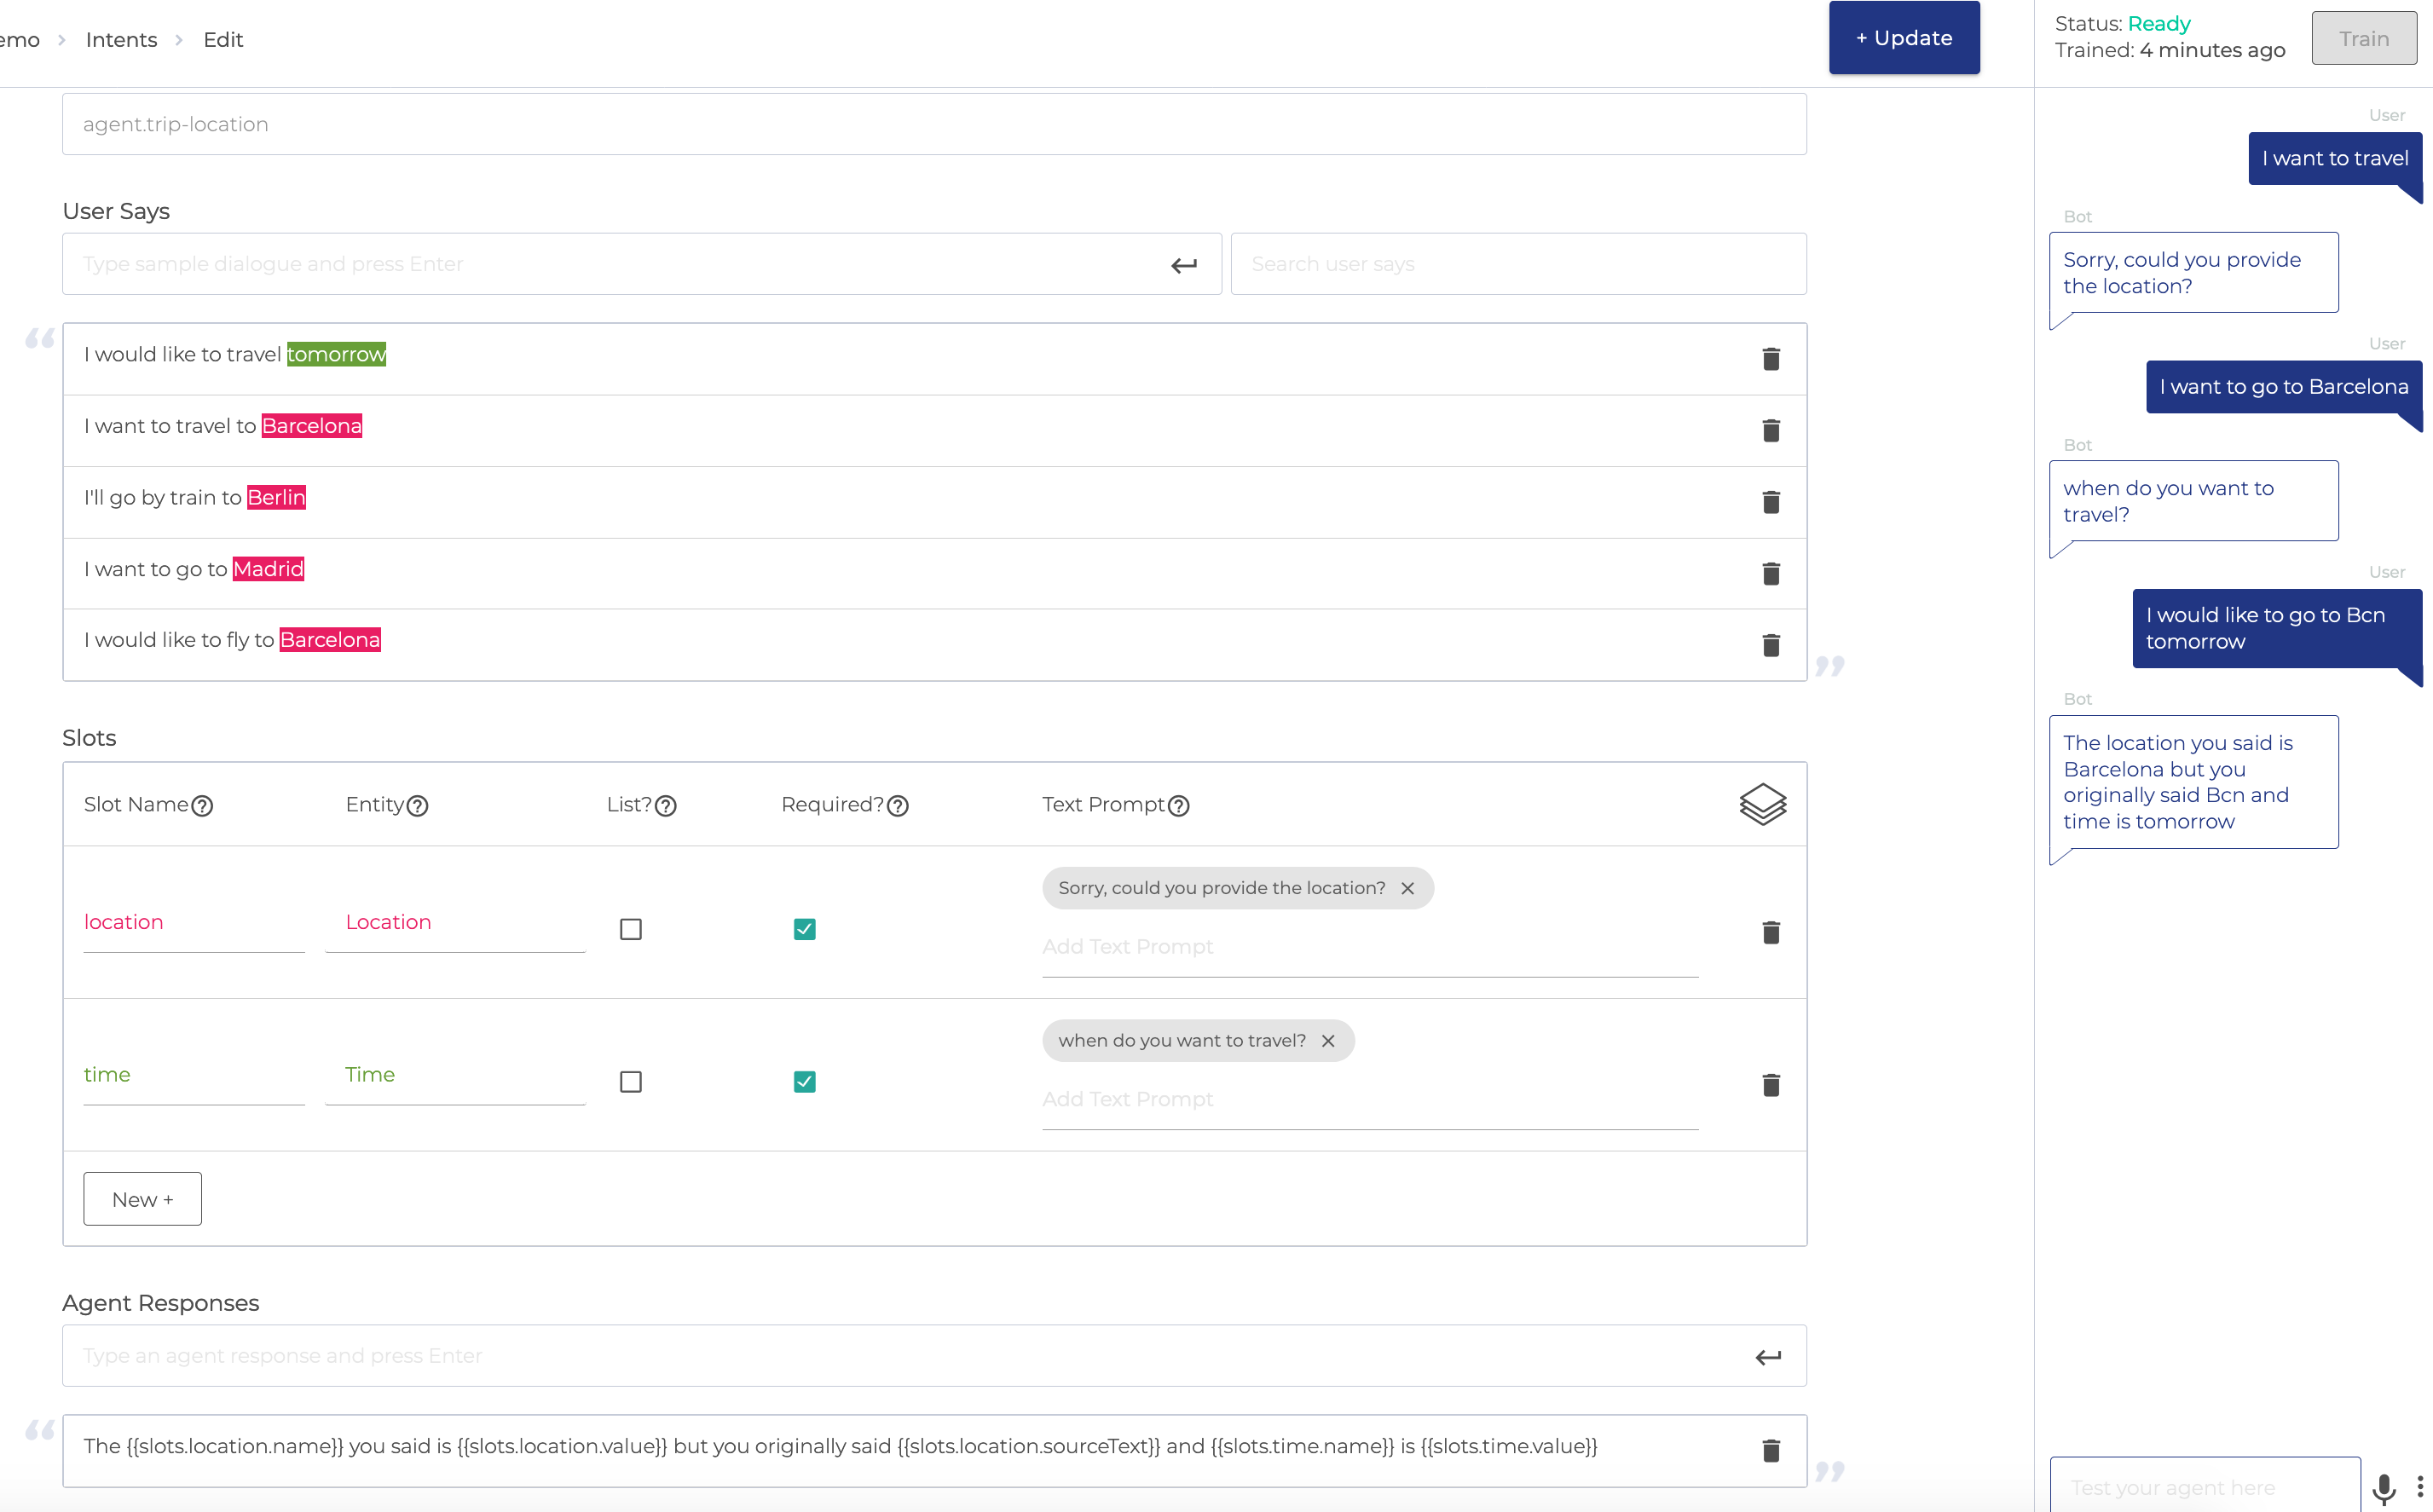 emo > Intents > Edit
+ Update
agent.trip-location
User Says
Type sample dialogue and press Enter
Search user says
“
I would like to travel tomorrow
I want to travel to Barcelona
I'll go by train to Berlin
I want to go to Madrid
I would like to fly to Barcelona
”
Slots
Slot Name? Entity? List?? Required?? Text Prompt?
Sorry, could you provide the location? ×
location Location
Add Text Prompt
when do you want to travel? ×
time Time
Add Text Prompt
New +
Agent Responses
Type an agent response and press Enter
“
The {{slots.location.name}} you said is {{slots.location.value}} but you originally said {{slots.location.sourceText}} and {{slots.time.name}} is {{slots.time.value}}
”
Status: Ready
Trained: 4 minutes ago
Train
User
I want to travel
Bot
Sorry, could you provide
the location?
User
I want to go to Barcelona
Bot
when do you want to
travel?
User
I would like to go to Bcn
tomorrow
Bot
The location you said is
Barcelona but you
originally said Bcn and
time is tomorrow
Test your agent here